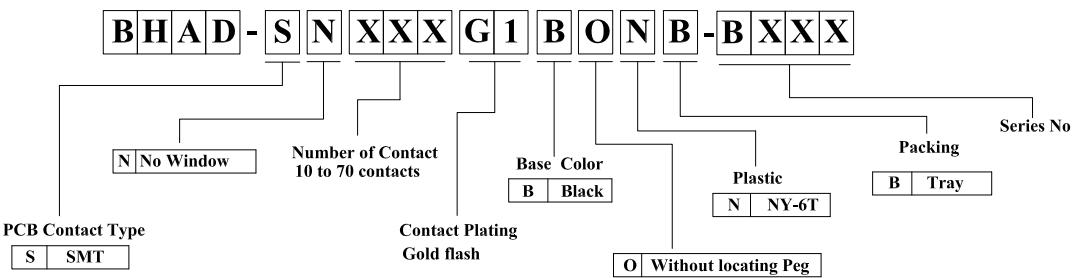 BHAD-SNXXXG1BONB-BXXX
Series No
Number of Contact
10 to 70 contacts
N No Window
Packing
B Tray
Base Color
B Black
Plastic
N NY-6T
PCB Contact Type
S SMT
Contact Plating
Gold flash
O Without locating Peg